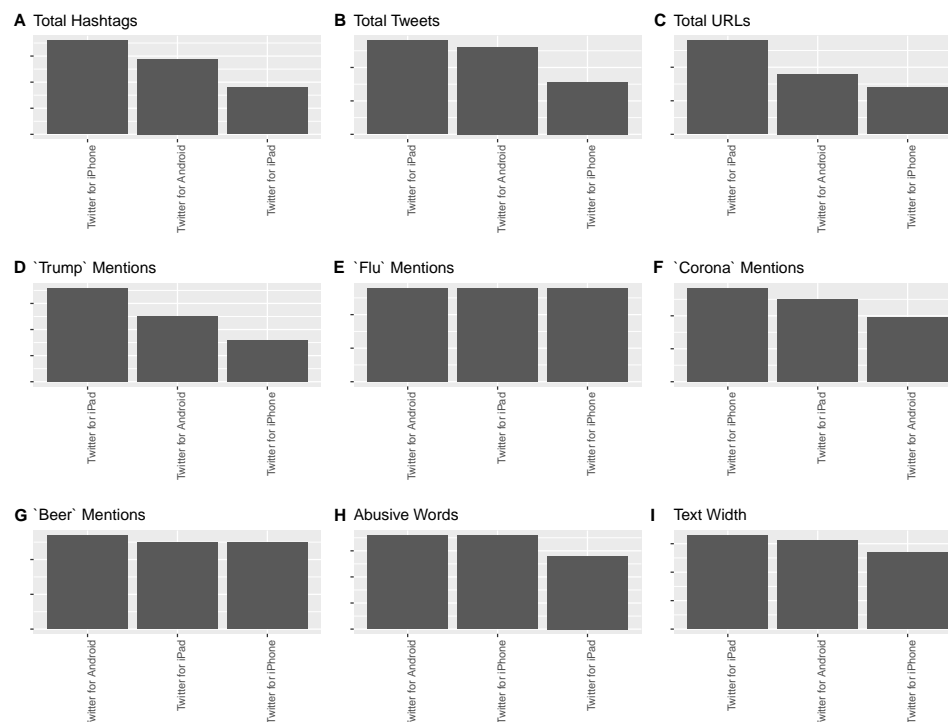 A Total Hashtags
Twitter for iPhone
Twitter for Android
Twitter for iPad
B Total Tweets
Twitter for iPad
Twitter for Android
Twitter for iPhone
C Total URLs
Twitter for iPad
Twitter for Android
Twitter for iPhone
D `Trump` Mentions
Twitter for iPad
Twitter for Android
Twitter for iPhone
E `Flu` Mentions
Twitter for Android
Twitter for iPad
Twitter for iPhone
F `Corona` Mentions
Twitter for iPhone
Twitter for iPad
Twitter for Android
G `Beer` Mentions
Twitter for Android
Twitter for iPad
Twitter for iPhone
H Abusive Words
Twitter for Android
Twitter for iPhone
Twitter for iPad
I Text Width
Twitter for iPad
Twitter for Android
Twitter for iPhone